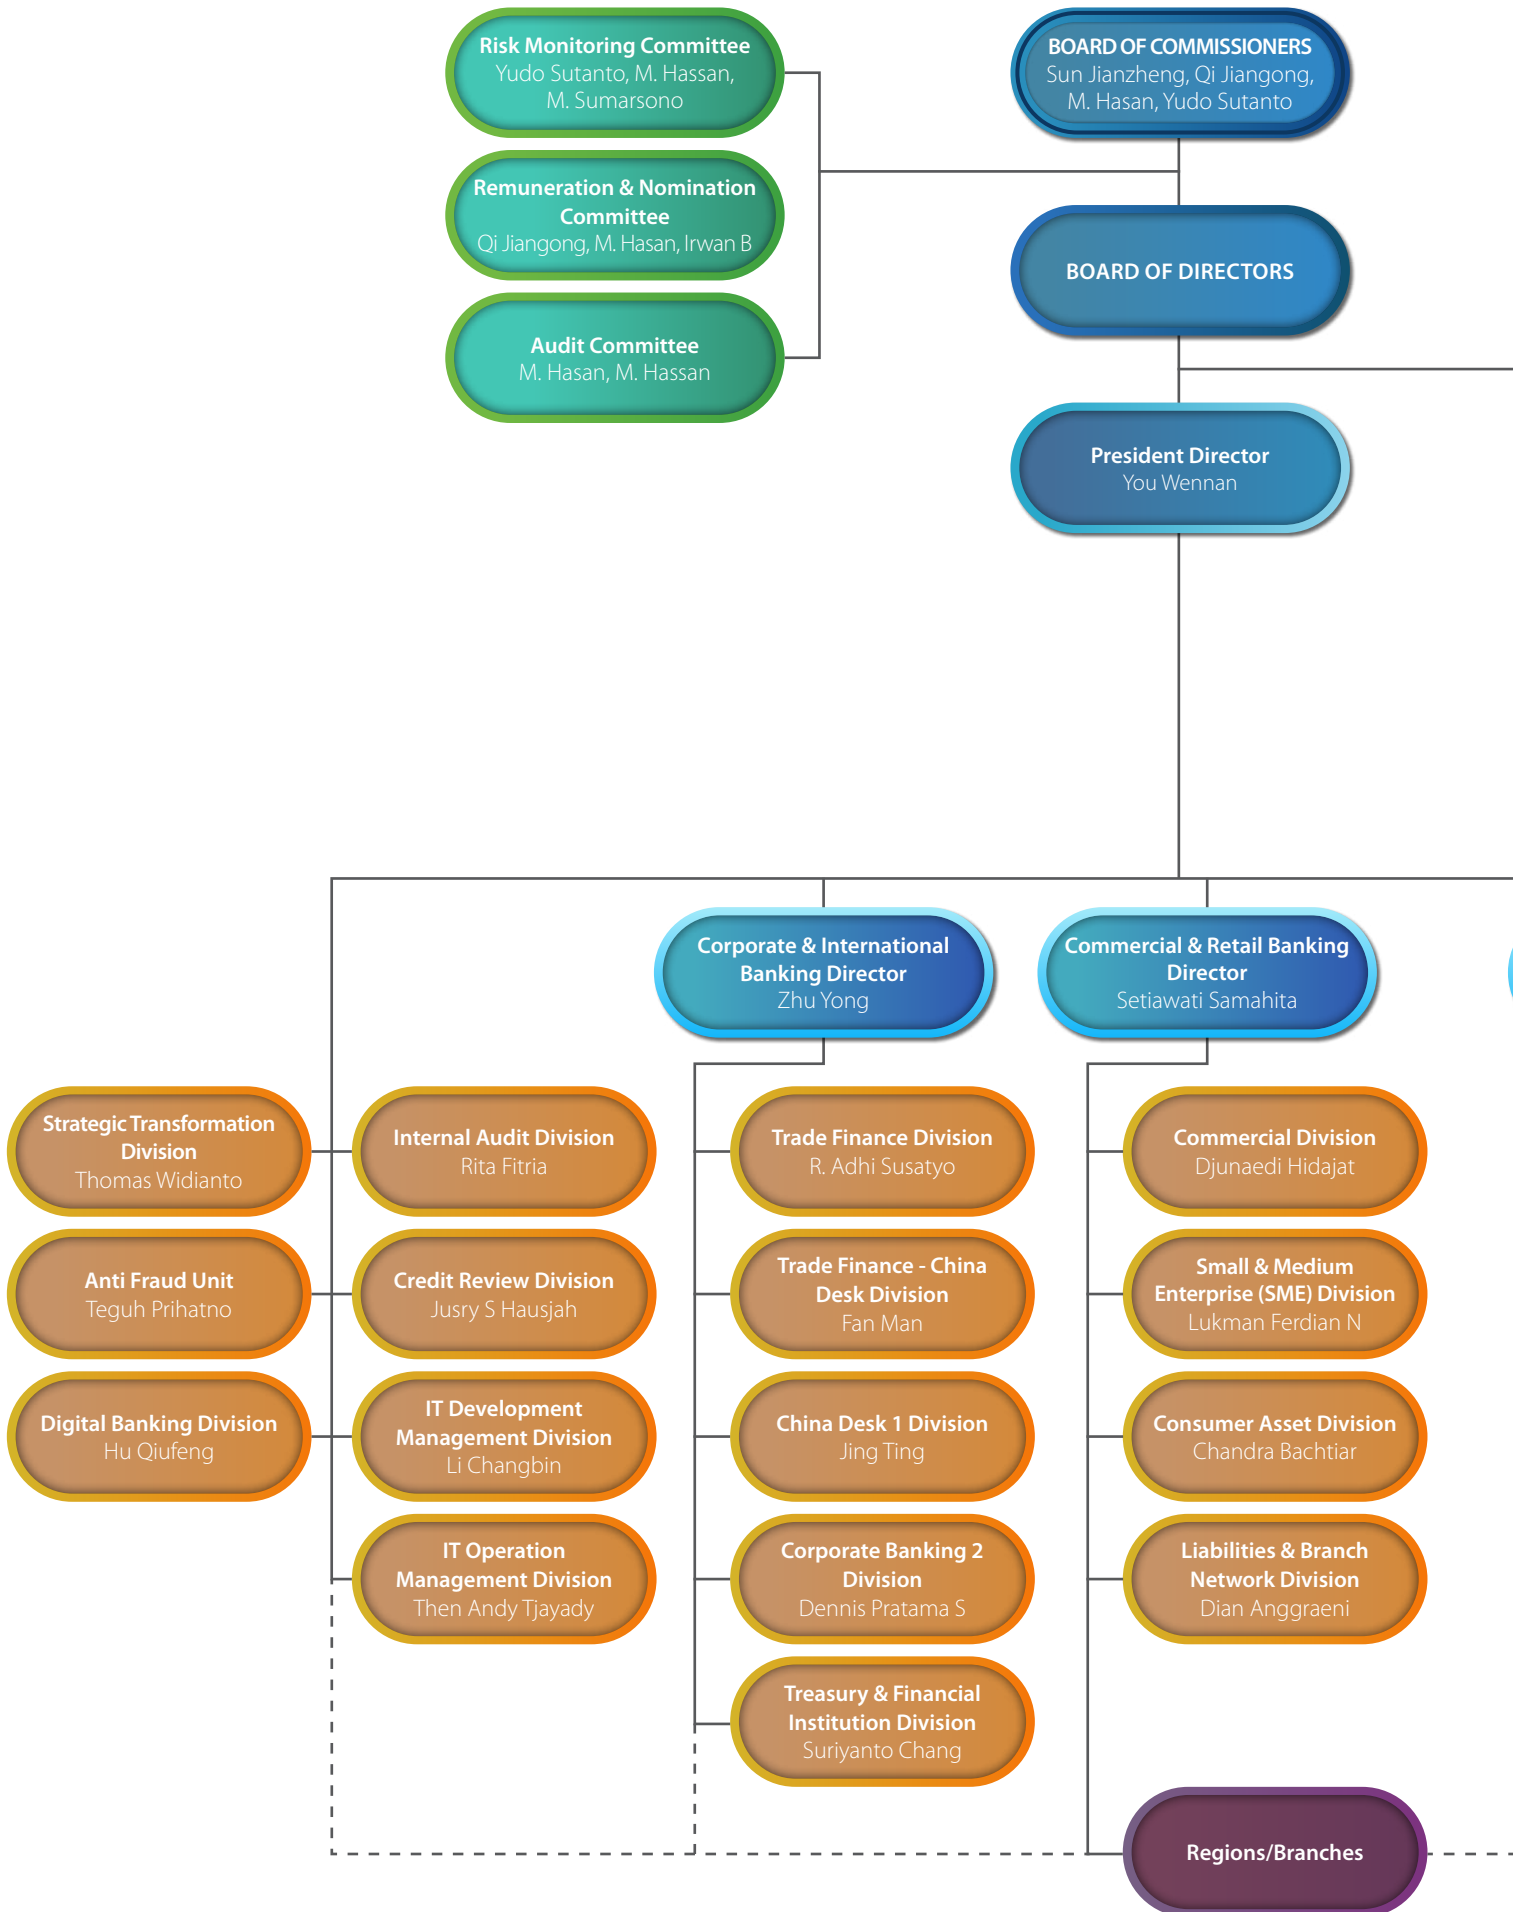 Risk Monitoring Committee
Yudo Sutanto, M. Hassan,
M. Sumarsono
BOARD OF COMMISSIONERS
Sun Jianzheng, Qi Jiangong,
M. Hasan, Yudo Sutanto
Remuneration & Nomination
Committee
Qi Jiangong, M. Hasan, Irwan B
BOARD OF DIRECTORS
Audit Committee
M. Hasan, M. Hassan
President Director
You Wennan
Corporate & International
Banking Director
Zhu Yong
Commercial & Retail Banking
Director
Setiawati Samahita
Strategic Transformation
Division
Thomas Widianto
Internal Audit Division
Rita Fitria
Trade Finance Division
R. Adhi Susatyo
Commercial Division
Djunaedi Hidajat
Anti Fraud Unit
Teguh Prihatno
Credit Review Division
Jusry S Hausjah
Trade Finance - China
Desk Division
Fan Man
Small & Medium
Enterprise (SME) Division
Lukman Ferdian N
Digital Banking Division
Hu Qiufeng
IT Development
Management Division
Li Changbin
China Desk 1 Division
Jing Ting
Consumer Asset Division
Chandra Bachtiar
IT Operation
Management Division
Then Andy Tjayady
Corporate Banking 2
Division
Dennis Pratama S
Liabilities & Branch
Network Division
Dian Anggraeni
Treasury & Financial
Institution Division
Suriyanto Chang
Regions/Branches